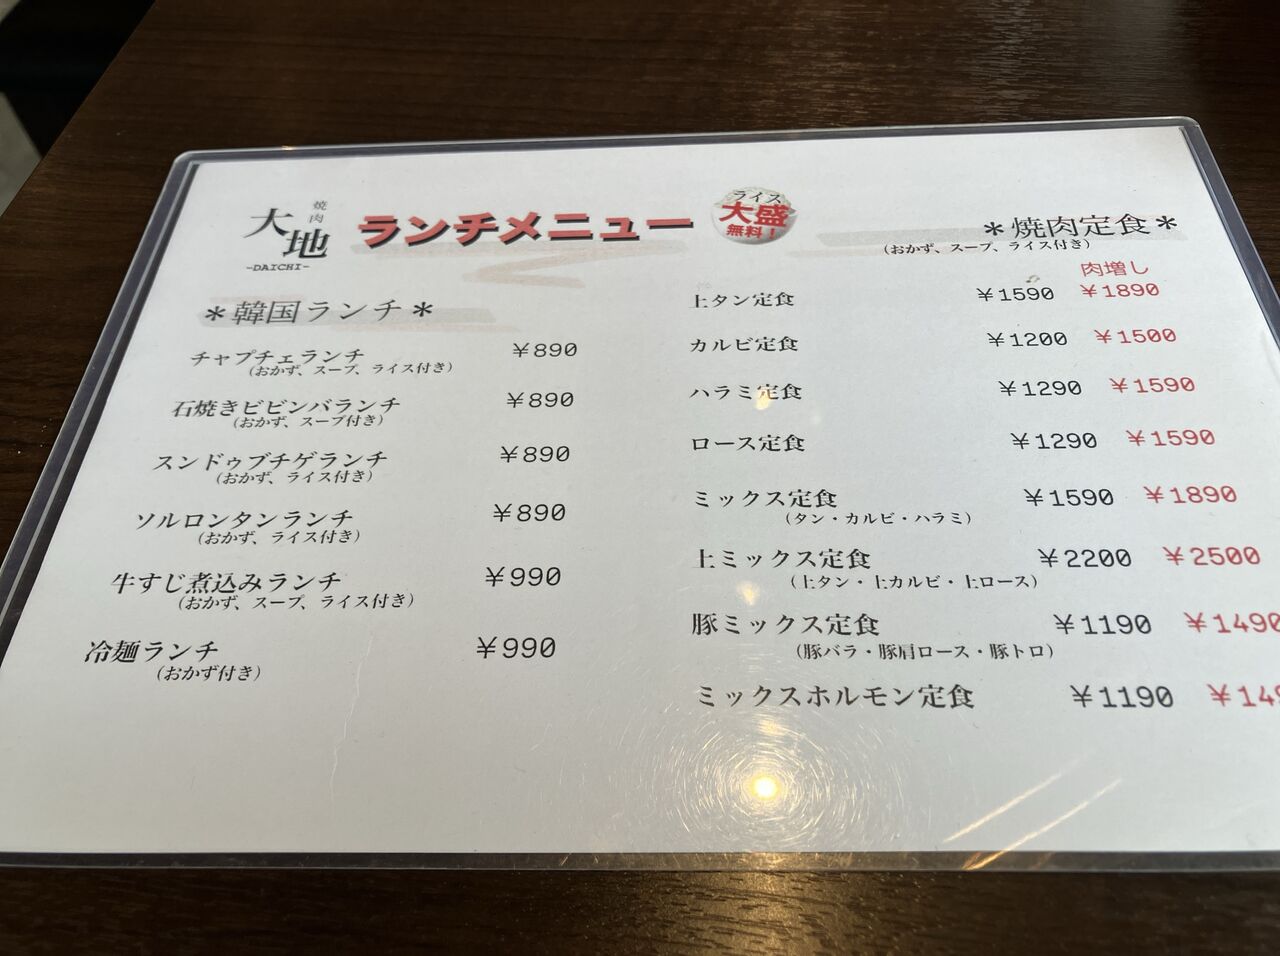 焼肉
大地
-DAICHI-
ランチメニュー
ライス
大盛
無料！
＊韓国ランチ＊
チャプチェランチ ￥890
（おかず、スープ、ライス付き）
石焼きビビンバランチ ￥890
（おかず、スープ付き）
スンドゥブチゲランチ ￥890
（おかず、ライス付き）
ソルロンタンランチ ￥890
（おかず、ライス付き）
牛すじ煮込みランチ ￥990
（おかず、スープ、ライス付き）
冷麺ランチ ￥990
（おかず付き）
＊焼肉定食＊
（おかず、スープ、ライス付き）
肉増し
上タン定食 ￥1590 ￥1890
カルビ定食 ￥1200 ￥1500
ハラミ定食 ￥1290 ￥1590
ロース定食 ￥1290 ￥1590
ミックス定食 ￥1590 ￥1890
（タン・カルビ・ハラミ）
上ミックス定食 ￥2200 ￥2500
（上タン・上カルビ・上ロース）
豚ミックス定食 ￥1190 ￥1490
（豚バラ・豚肩ロース・豚トロ）
ミックスホルモン定食 ￥1190